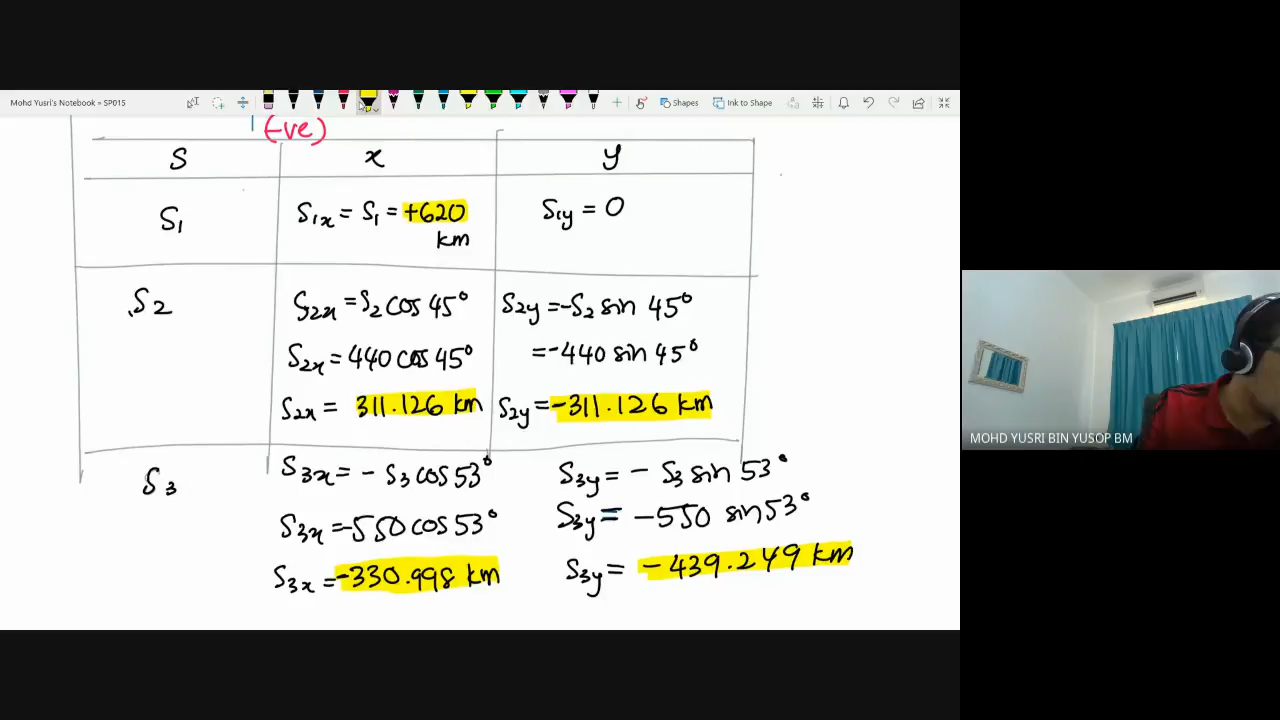 Mohd Yusri's Notebook = SP015
Shapes
Ink to Shape
(-ve)
S x y
S₁ S₁ₓ = S₁ = +620 km S₁y = 0
S₂ S₂ₓ = S₂ cos 45° S₂y = -S₂ sin 45°
S₂ₓ = 440 cos 45° = -440 sin 45°
S₂ₓ = 311.126 km S₂y = -311.126 km
S₃ S₃ₓ = - S₃ cos 53° S₃y = - S₃ sin 53°
S₃ₓ = -550 cos 53° S₃y = -550 sin 53°
S₃ₓ = -330.998 km S₃y = -439.249 km
MOHD YUSRI BIN YUSOP BM